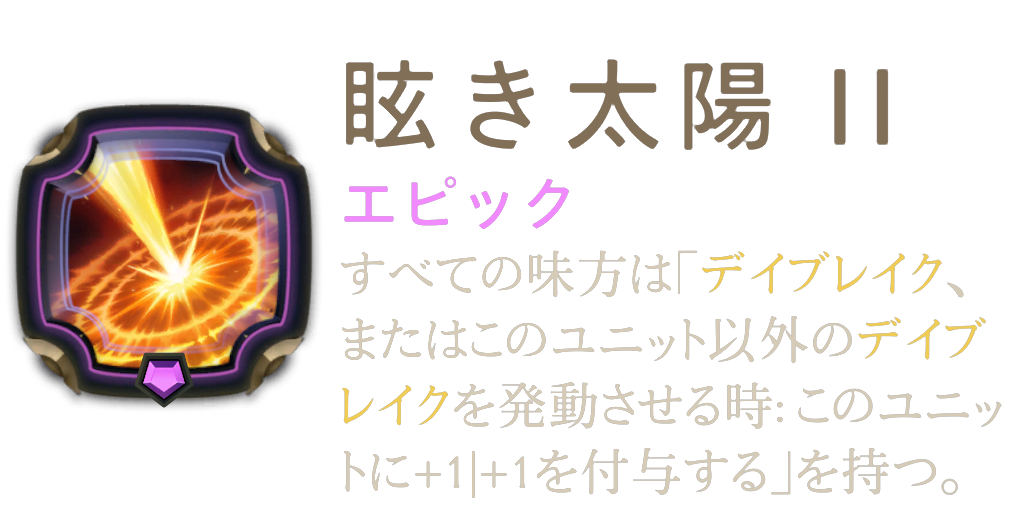 眩き太陽 II
エピック
すべての味方は「デイブレイク、
またはこのユニット以外のデイブ
レイクを発動させる時: このユニッ
トに+1|+1を付与する」を持つ。